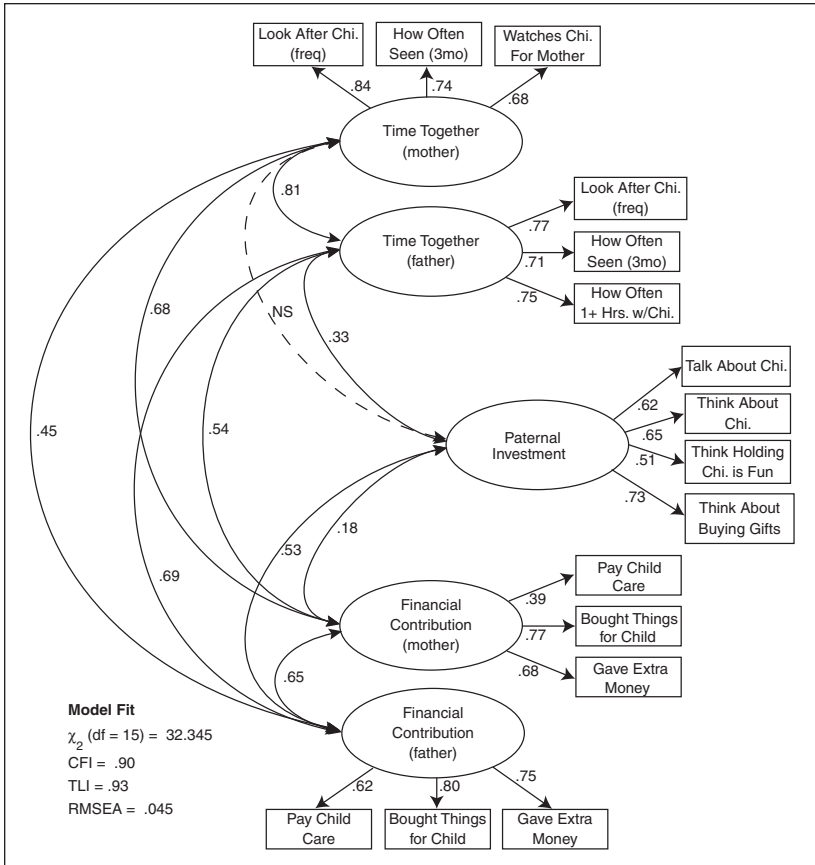 Look After Chi.
(freq)
How Often
Seen (3mo)
Watches Chi.
For Mother
.84
.74
.68
Time Together
(mother)
.81
Look After Chi.
(freq)
.77
Time Together
(father)
How Often
Seen (3mo)
.71
.75
How Often
1+ Hrs. w/Chi.
.68
NS
.33
Talk About Chi.
.62
Think About
Chi.
.65
.45
.54
Paternal
Investment
Think Holding
Chi. is Fun
.51
.73
Think About
Buying Gifts
.53
.18
.69
Pay Child
Care
.39
Financial
Contribution
(mother)
Bought Things
for Child
.77
.68
Gave Extra
Money
.65
Model Fit
χ2 (df = 15) = 32.345
CFI = .90
TLI = .93
RMSEA = .045
Financial
Contribution
(father)
.62
.80
.75
Pay Child
Care
Bought Things
for Child
Gave Extra
Money